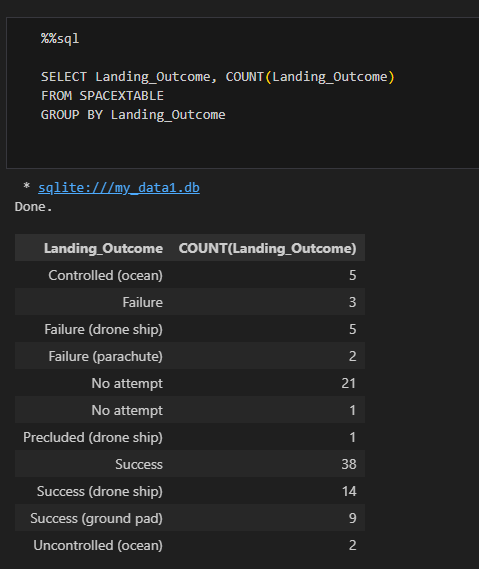 %%sql
SELECT Landing_Outcome, COUNT(Landing_Outcome)
FROM SPACEXTABLE
GROUP BY Landing_Outcome
* sqlite:///my_data1.db
Done.
Landing_Outcome COUNT(Landing_Outcome)
Controlled (ocean) 5
Failure 3
Failure (drone ship) 5
Failure (parachute) 2
No attempt 21
No attempt 1
Precluded (drone ship) 1
Success 38
Success (drone ship) 14
Success (ground pad) 9
Uncontrolled (ocean) 2